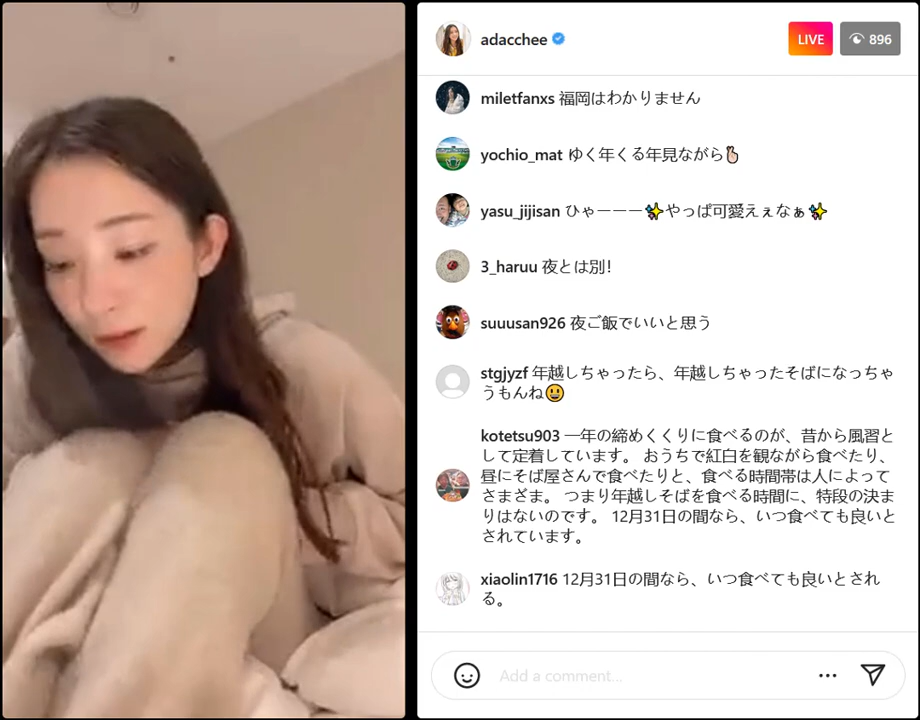 adacchee
LIVE
896
miletfanxs 福岡はわかりません
yochio_mat ゆく年くる年見ながら🫰🏻
yasu_jijisan ひゃーーー✨やっぱ可愛えぇなぁ✨
3_haruu 夜とは別!
suuusan926 夜ご飯でいいと思う
stgjyzf 年越しちゃったら、年越しちゃったそばになっちゃ
うもんね😃
kotetsu903 一年の締めくくりに食べるのが、昔から風習と
して定着しています。 おうちで紅白を観ながら食べたり、
昼にそば屋さんで食べたりと、食べる時間帯は人によって
さまざま。 つまり年越しそばを食べる時間に、特段の決ま
りはないのです。 12月31日の間なら、いつ食べても良いと
されています。
xiaolin1716 12月31日の間なら、いつ食べても良いとされ
る。
Add a comment...